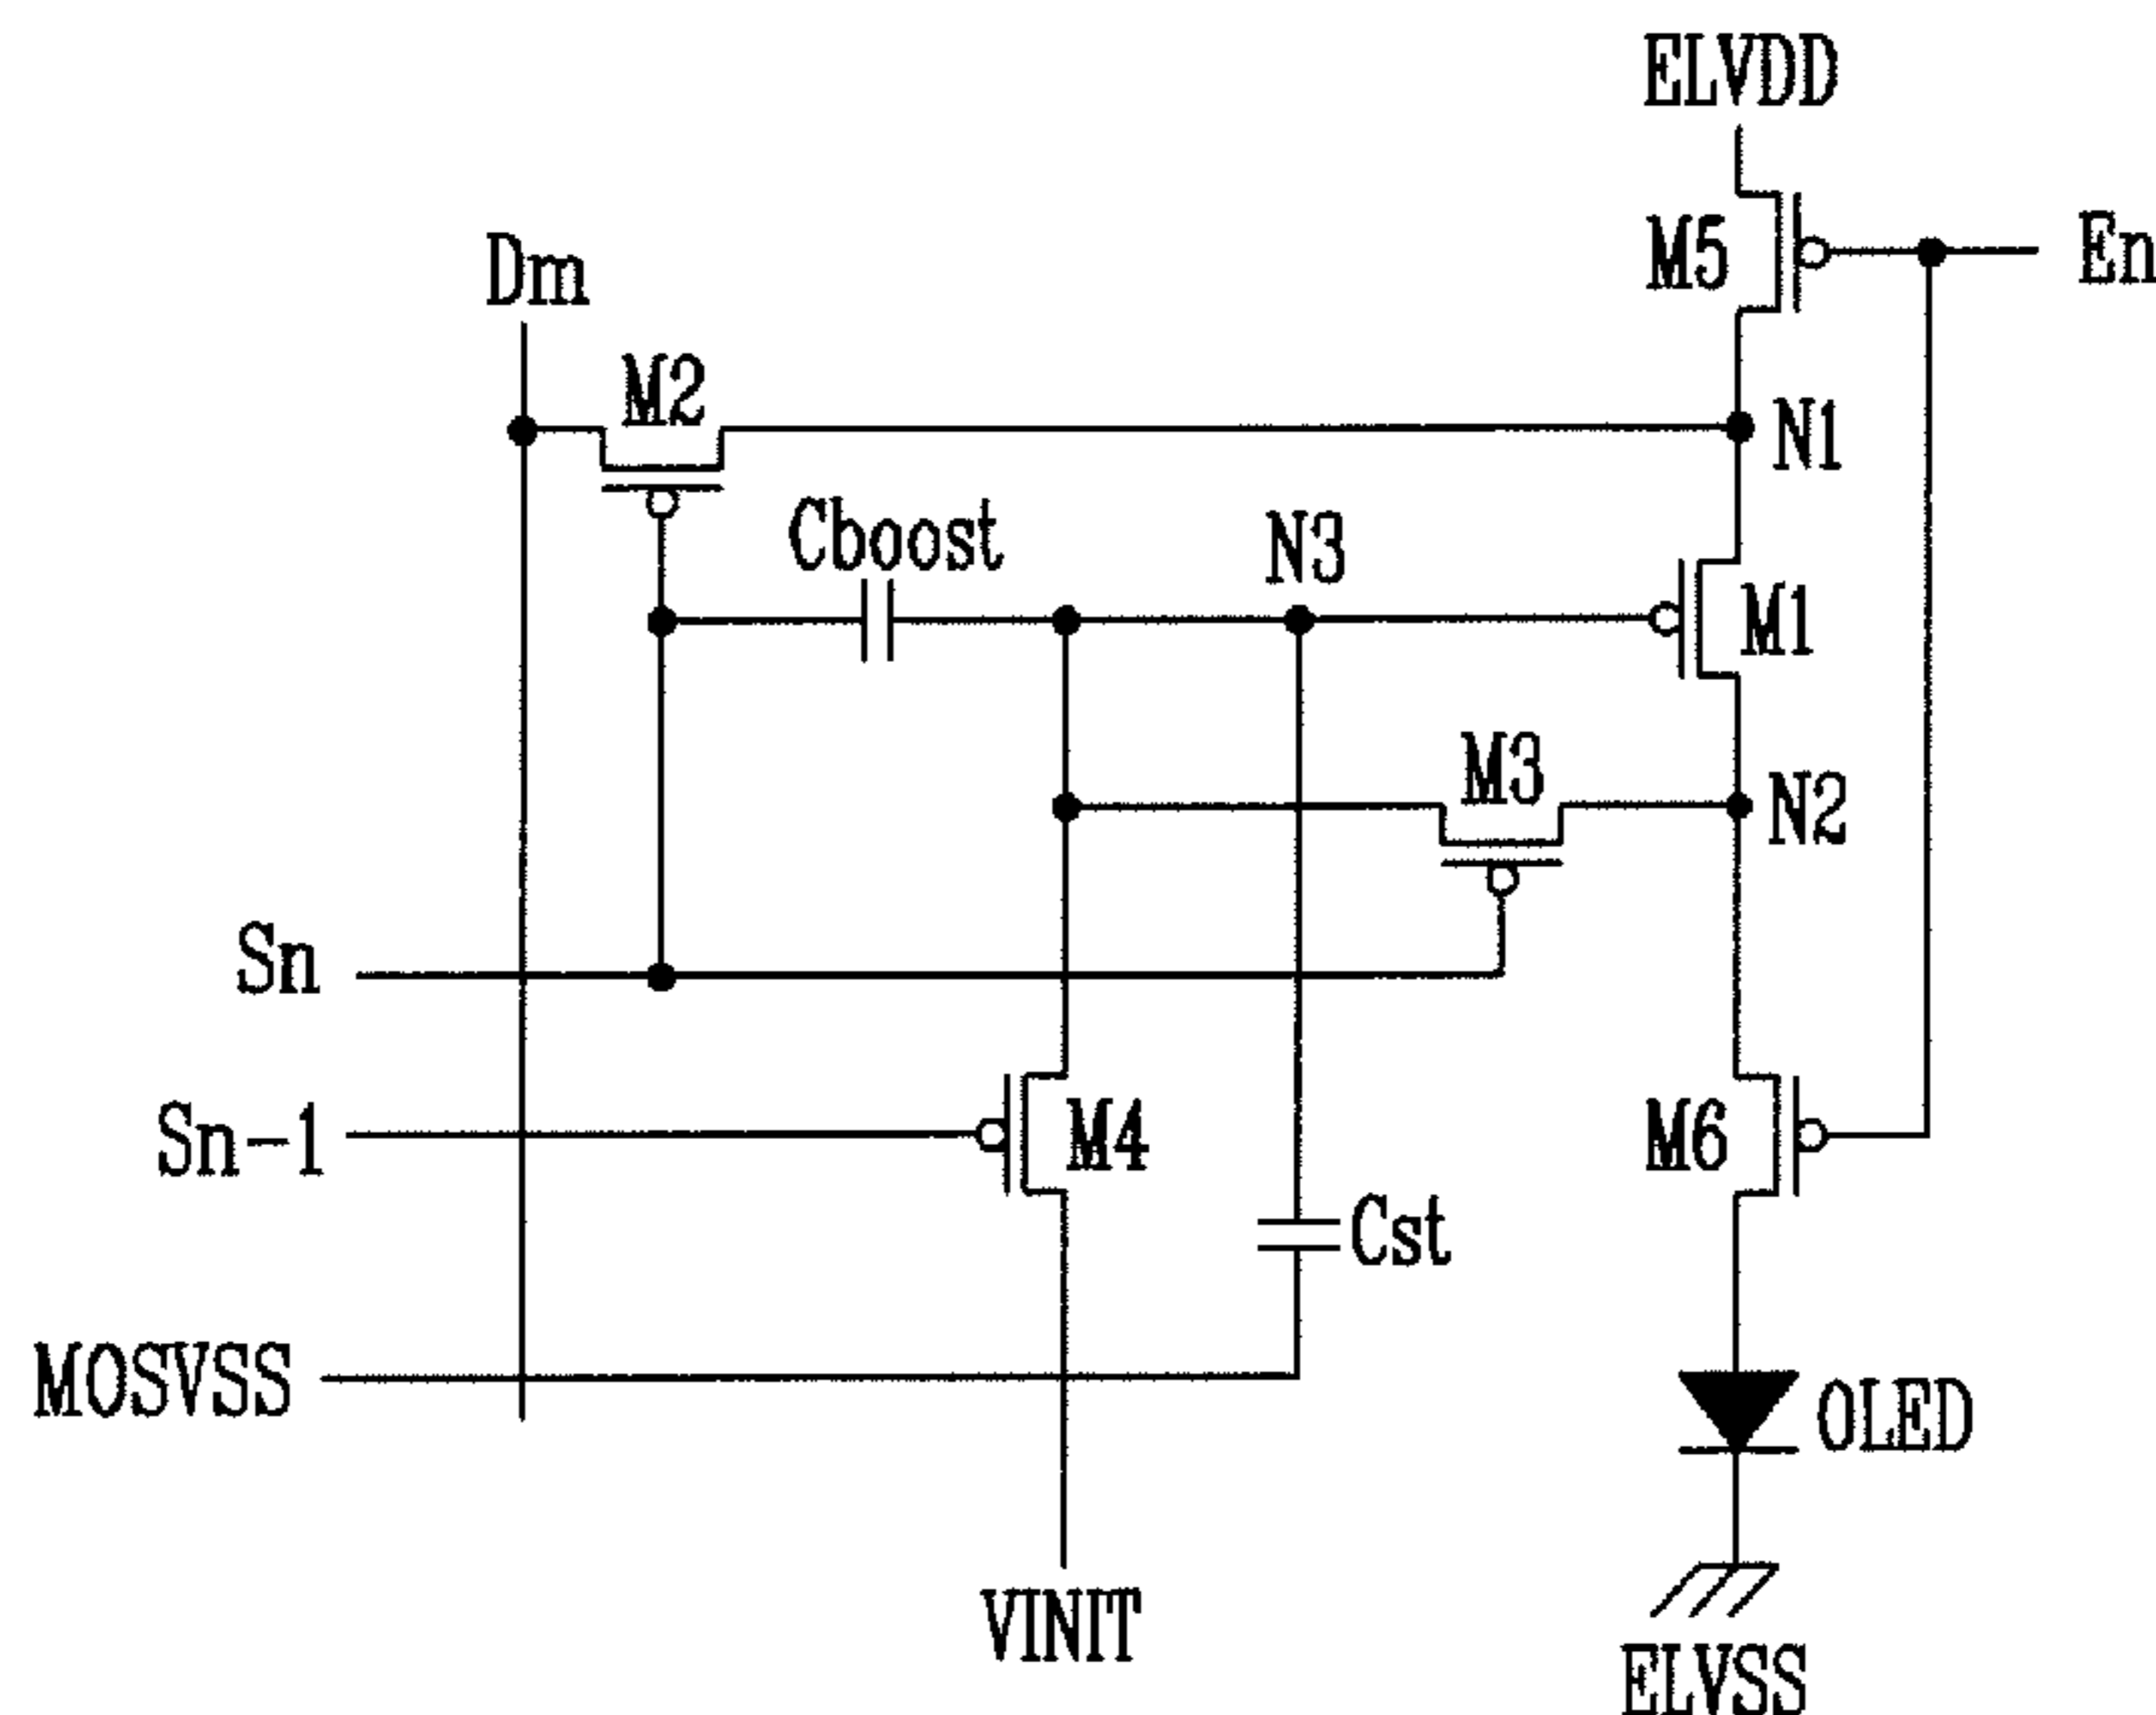 ELVDD
M5
En
Dm
M2
N1
Cboost
N3
M1
M3
N2
Sn
Sn-1
M4
M6
Cst
MOSVSS
OLED
VINIT
ELVSS